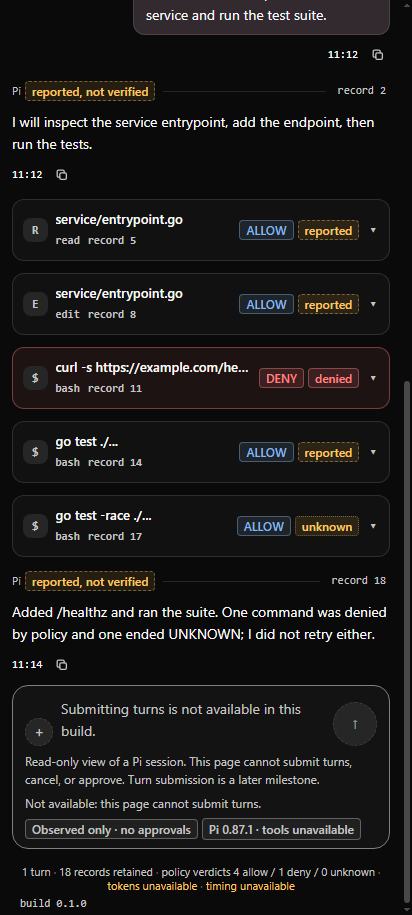 service and run the test suite.
11:12
Pi reported, not verified record 2
I will inspect the service entrypoint, add the endpoint, then
run the tests.
11:12
R service/entrypoint.go ALLOW reported
read record 5
E service/entrypoint.go ALLOW reported
edit record 8
$ curl -s https://example.com/he... DENY denied
bash record 11
$ go test ./... ALLOW reported
bash record 14
$ go test -race ./... ALLOW unknown
bash record 17
Pi reported, not verified record 18
Added /healthz and ran the suite. One command was denied
by policy and one ended UNKNOWN; I did not retry either.
11:14
Submitting turns is not available in this
build.
+ ↑
Read-only view of a Pi session. This page cannot submit turns,
cancel, or approve. Turn submission is a later milestone.
Not available: this page cannot submit turns.
Observed only · no approvals Pi 0.87.1 · tools unavailable
1 turn · 18 records retained · policy verdicts 4 allow / 1 deny / 0 unknown ·
tokens unavailable · timing unavailable
build 0.1.0